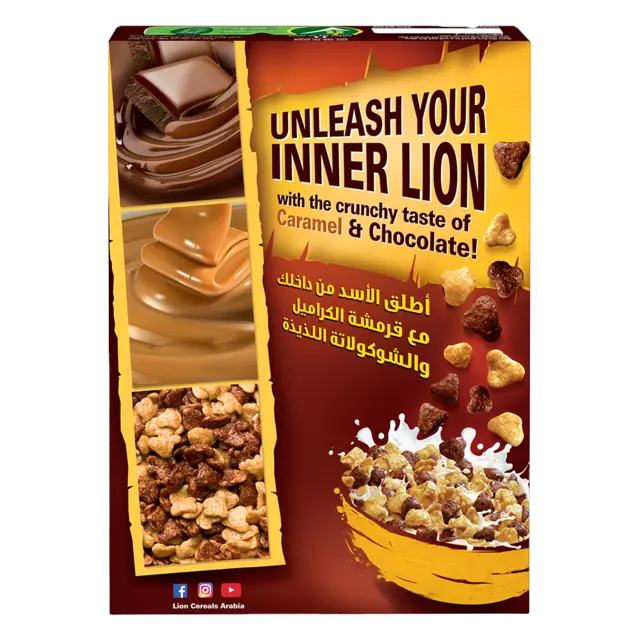 UNLEASH YOUR
INNER LION
with the crunchy taste of
Caramel & Chocolate!
أطلق الأسد من داخلك
مع قرمشة الكراميل
والشوكولاتة اللذيذة
Lion Cereals Arabia